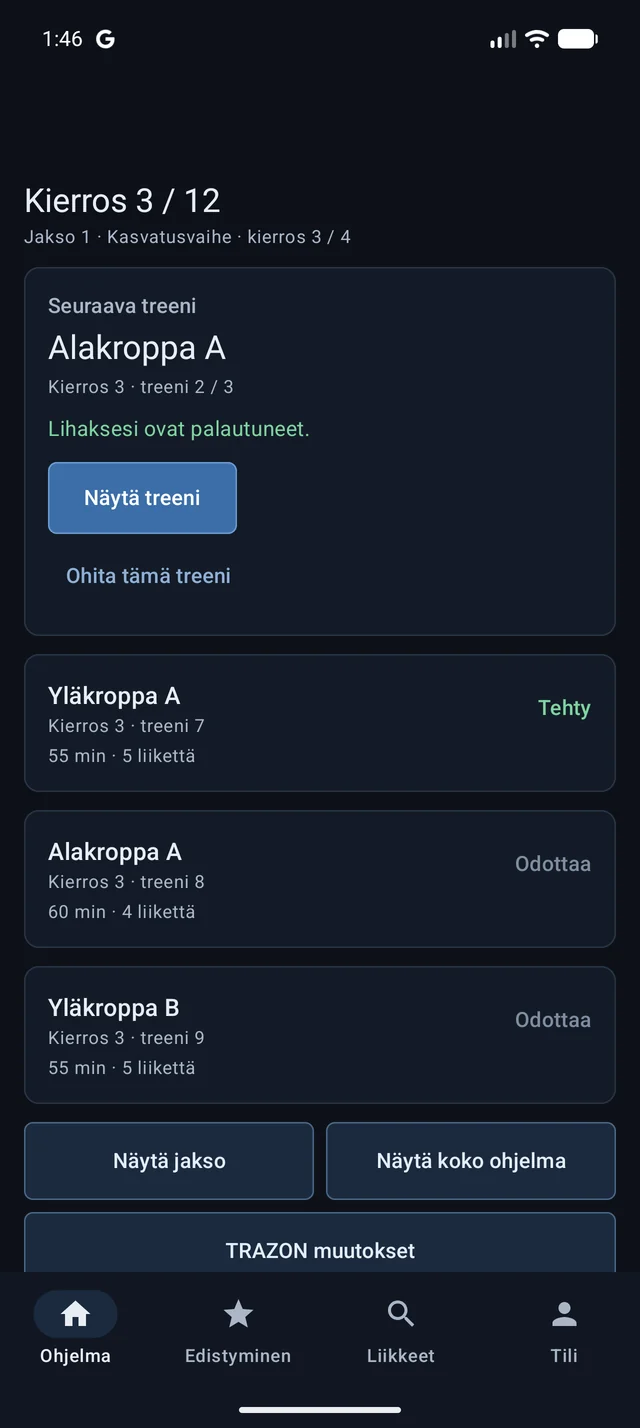 1:46 G
Kierros 3 / 12
Jakso 1 · Kasvatusvaihe · kierros 3 / 4
Seuraava treeni
Alakroppa A
Kierros 3 · treeni 2 / 3
Lihaksesi ovat palautuneet.
Näytä treeni
Ohita tämä treeni
Yläkroppa A
Kierros 3 · treeni 7
55 min · 5 liikettä
Tehty
Alakroppa A
Kierros 3 · treeni 8
60 min · 4 liikettä
Odottaa
Yläkroppa B
Kierros 3 · treeni 9
55 min · 5 liikettä
Odottaa
Näytä jakso
Näytä koko ohjelma
TRAZON muutokset
Ohjelma
Edistyminen
Liikkeet
Tili